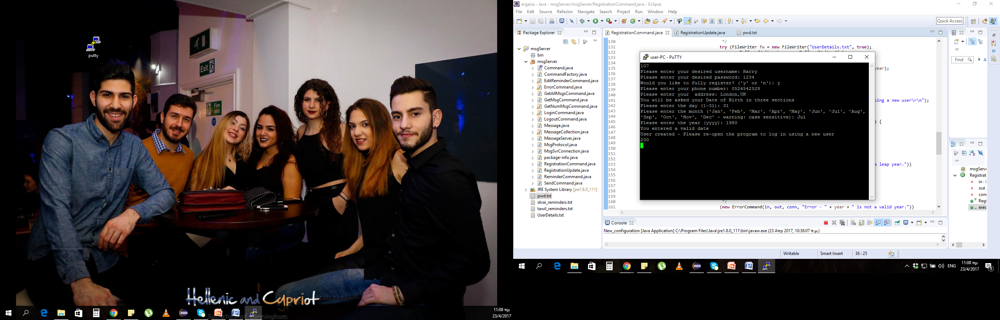 putty
Exit
Fire
exit
Hellenic and Cypriot
Societies of Birmingham
11:08 πμ
23/4/2017
ergasia - Java - msgServer/msgServer/RegistrationCommand.java - Eclipse
File Edit Source Refactor Navigate Search Project Run Window Help
Quick Access
Package Explorer
msgServer
bin
msgServer
Command.java
CommandFactory.java
EditReminderCommand.java
ErrorCommand.java
GetAllMsgsCommand.java
GetMsgCommand.java
GetNumMsgCommand.java
LoginCommand.java
LogoutCommand.java
Message.java
MessageCollection.java
MessageServer.java
MsgProtocol.java
MsgSvrConnection.java
package-info.java
RegistrationCommand.java
RegistrationUpdate.java
ReminderCommand.java
SendCommand.java
JRE System Library [jre1.8.0_111]
pwd.txt
skrai_reminders.txt
tawil_reminders.txt
UserDetails.txt
RegistrationCommand.java RegistrationUpdate.java pwd.txt
130 */
131 try (FileWriter fw = new FileWriter("UserDetails.txt", true);
132
133
134
135
136 year);
137
138
139
140
141 sing a new user\r\n");
142
143
144
145 ) {
146
147
148
149
150
151
152
153 a leap year."))
154
155
156
157
158
159
160 */
161 (new ErrorCommand(in, out, conn, "Error - " + year + " is not a valid year."))
user-PC - PuTTY
107
Please enter your desired username: Harry
Please enter your desired password: 1234
Would you like to fully register? ('y' or 'n'): y
Please enter your phone number: 0526542528
Please enter your  address: London,UK
You will be asked your Date of Birth in three sections
Please enter the day (1-31): 31
Please enter the month ('Jan', 'Feb', 'Mar', 'Apr', 'May', 'Jun', 'Jul', 'Aug',
'Sep', 'Oct', 'Nov', 'Dec' - warning: case sensitive): Jul
Please enter the year (yyyy): 1980
You entered a valid date
User created - Please re-open the program to log in using a new user
200
Find A
msgServ
Registrat
in : E
out
conn
Regi
exec
Console
New_configuration [Java Application] C:\Program Files\Java\jre1.8.0_111\bin\javaw.exe (23 Απρ 2017, 10:38:07 π.μ.)
Writable Smart Insert 36 : 25
ENG
11:08 πμ
23/4/2017
1